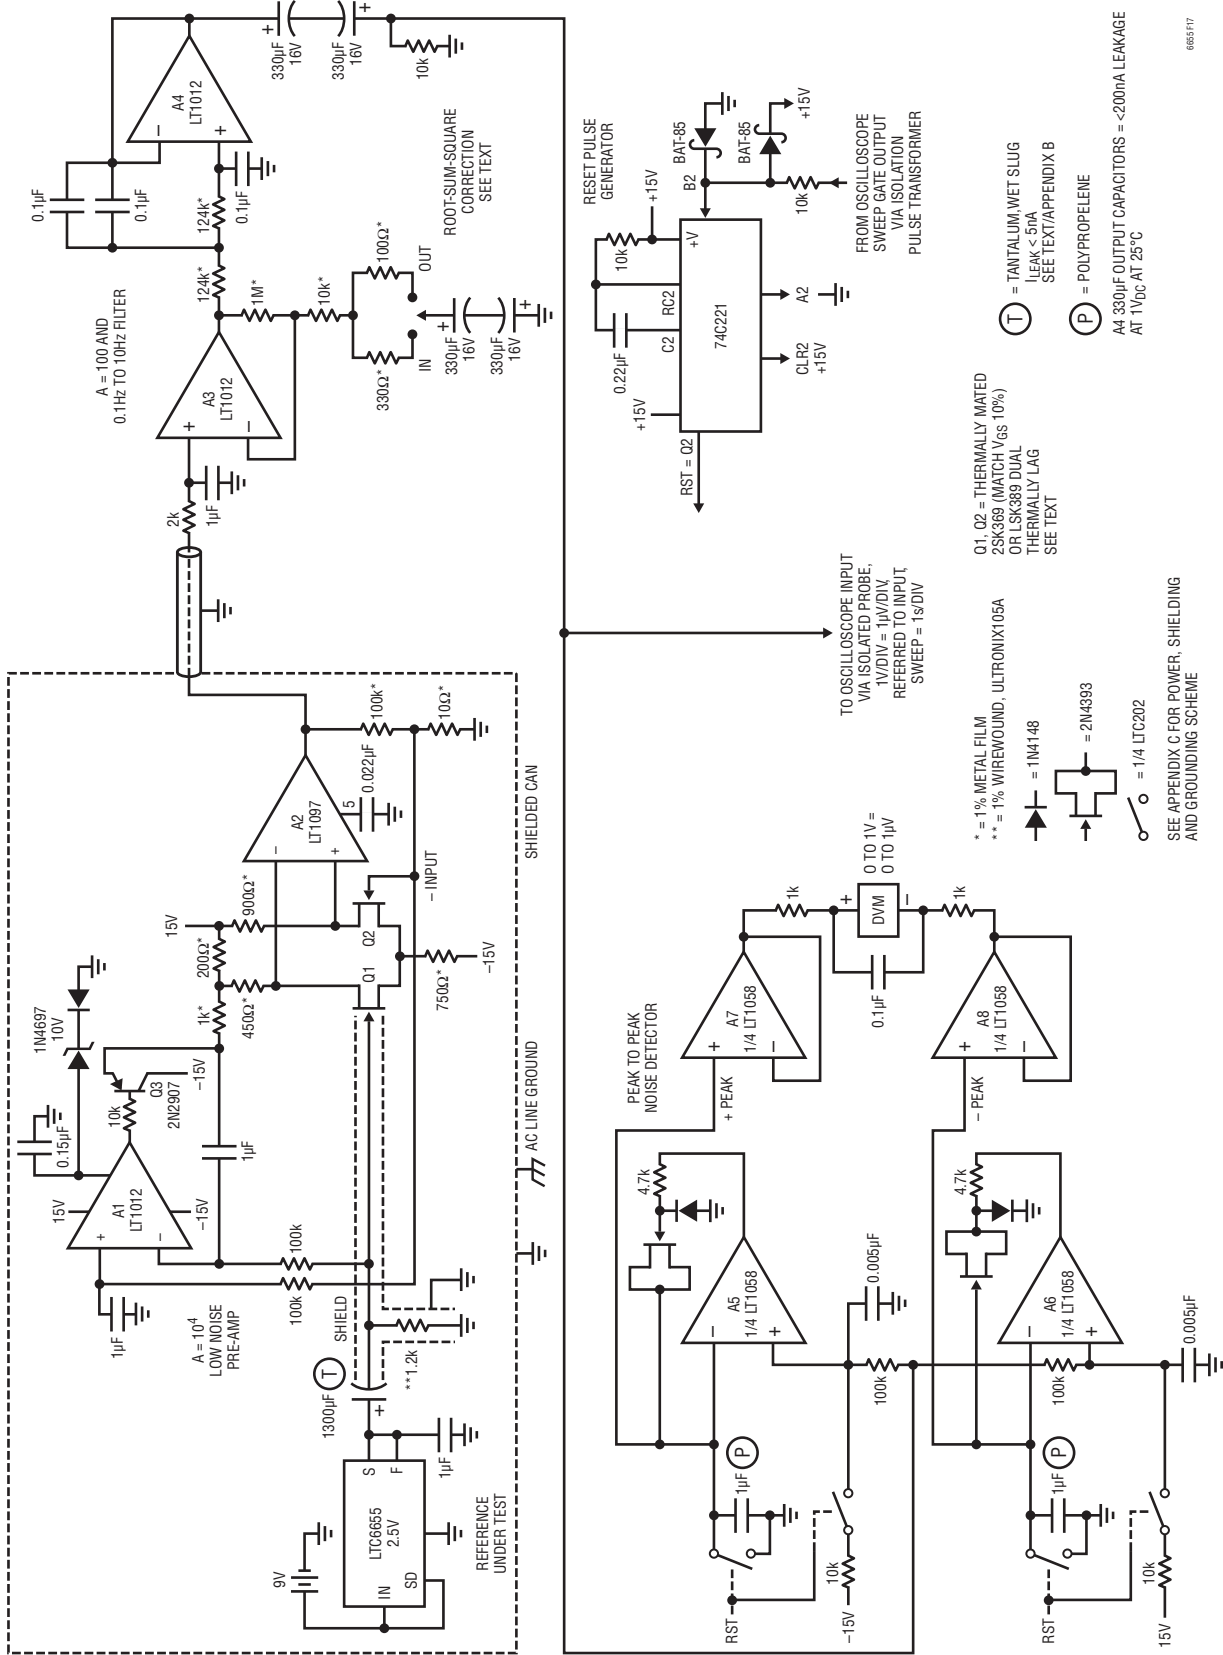 LTC6655
2.5V
IN
SD
S
F
9V
REFERENCE
UNDER TEST
1µF
1300µF
T
+
SHIELD
**1.2k
A = 10⁴
LOW NOISE
PRE-AMP
1µF
100k
100k
15V
A1
LT1012
+
–
–15V
0.15µF
1N4697
10V
10k
Q3
2N2907
–15V
1µF
1k*
200Ω*
450Ω*
900Ω*
15V
Q1
Q2
750Ω*
–15V
– INPUT
A2
LT1097
–
+
5
0.022µF
100k*
10Ω*
AC LINE GROUND
SHIELDED CAN
2k
1µF
A3
LT1012
+
–
A = 100 AND
0.1Hz TO 10Hz FILTER
1M*
10k*
330Ω*
100Ω*
IN
OUT
330µF
16V
+
330µF
16V
+
ROOT-SUM-SQUARE
CORRECTION
SEE TEXT
124k*
124k*
0.1µF
0.1µF
0.1µF
A4
LT1012
–
+
330µF
16V
+
330µF
16V
+
10k
RESET PULSE
GENERATOR
+15V
0.22µF
10k
+15V
C2
RC2
+V
74C221
RST = Q2
CLR2
+15V
A2
B2
BAT-85
BAT-85
+15V
10k
FROM OSCILLOSCOPE
SWEEP GATE OUTPUT
VIA ISOLATION
PULSE TRANSFORMER
TO OSCILLOSCOPE INPUT
VIA ISOLATED PROBE,
1V/DIV = 1µV/DIV,
REFERRED TO INPUT,
SWEEP = 1s/DIV
PEAK TO PEAK
NOISE DETECTOR
RST
1µF
P
10k
–15V
100k
0.005µF
A5
1/4 LT1058
–
+
4.7k
+ PEAK
A7
1/4 LT1058
+
–
1k
DVM
+
–
O TO 1V =
O TO 1µV
0.1µF
1k
RST
1µF
P
10k
15V
100k
0.005µF
A6
1/4 LT1058
–
+
4.7k
– PEAK
A8
1/4 LT1058
+
–
* = 1% METAL FILM
** = 1% WIREWOUND, ULTRONIX105A
= 1N4148
= 2N4393
= 1/4 LTC202
SEE APPENDIX C FOR POWER, SHIELDING
AND GROUNDING SCHEME
Q1, Q2 = THERMALLY MATED
2SK369 (MATCH VGS 10%)
OR LSK389 DUAL
THERMALLY LAG
SEE TEXT
T = TANTALUM,WET SLUG
ILEAK < 5nA
SEE TEXT/APPENDIX B
P = POLYPROPELENE
A4 330µF OUTPUT CAPACITORS = <200nA LEAKAGE
AT 1VDC AT 25°C
6655 F17